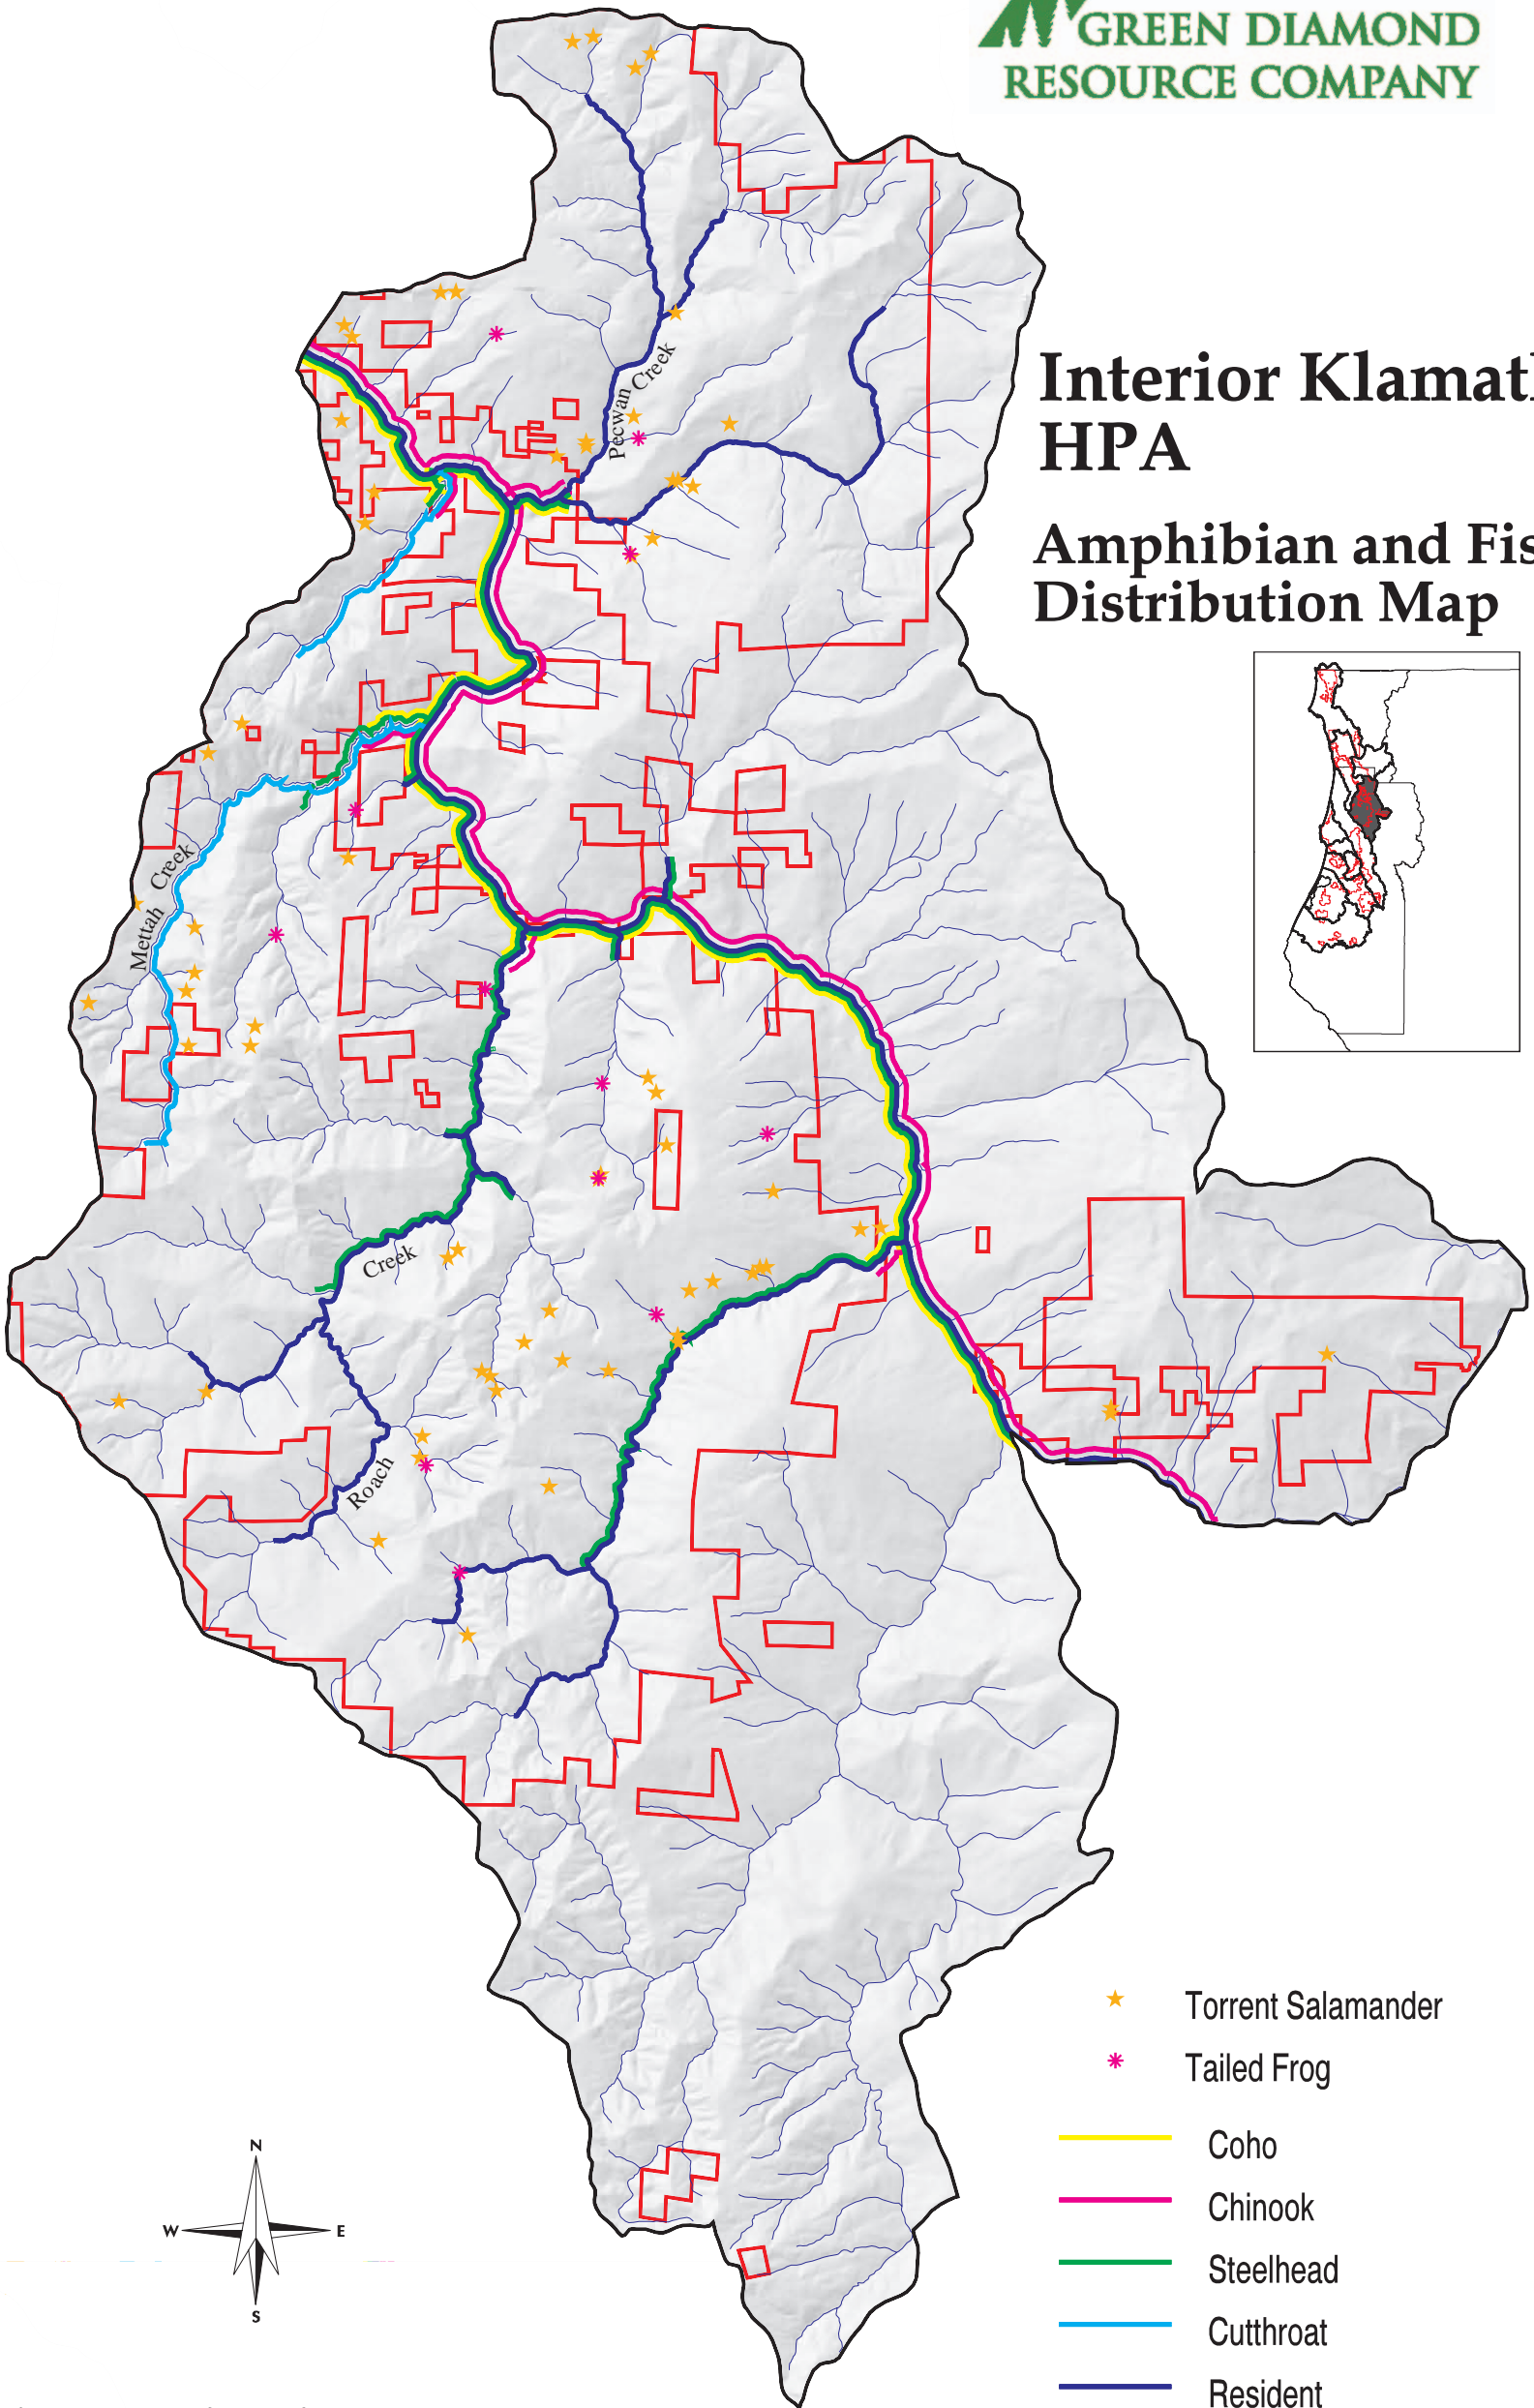 GREEN DIAMOND
RESOURCE COMPANY
Interior Klamat
HPA
Amphibian and Fis
Distribution Map
Pecwan Creek
Mettah Creek
Creek
Roach
Torrent Salamander
Tailed Frog
Coho
Chinook
Steelhead
Cutthroat
Resident
N
W
E
S